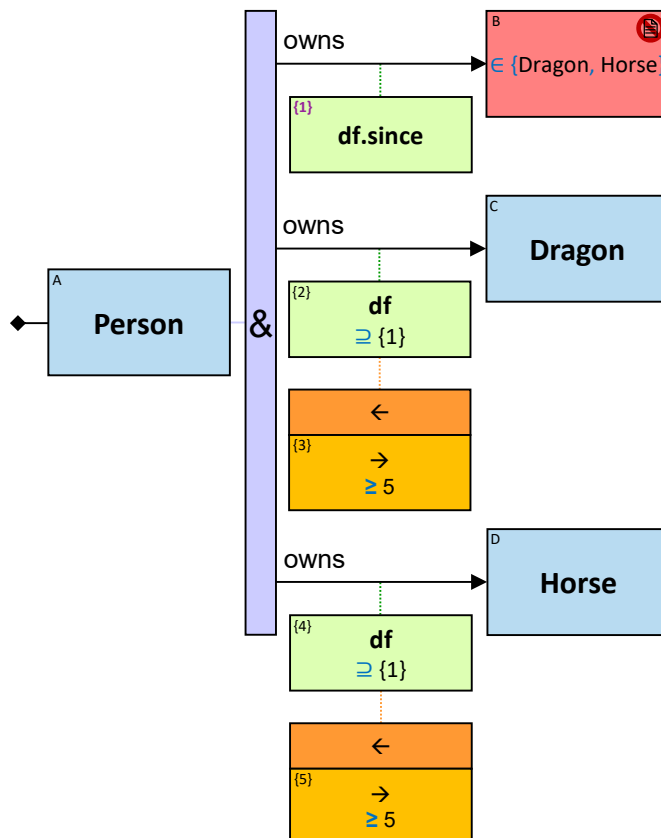 owns
B
∈ {Dragon, Horse}
{1}
df.since
owns
C
Dragon
A
Person
&
{2}
df
⊇ {1}
←
{3}
→
≥ 5
owns
D
Horse
{4}
df
⊇ {1}
←
{5}
→
≥ 5